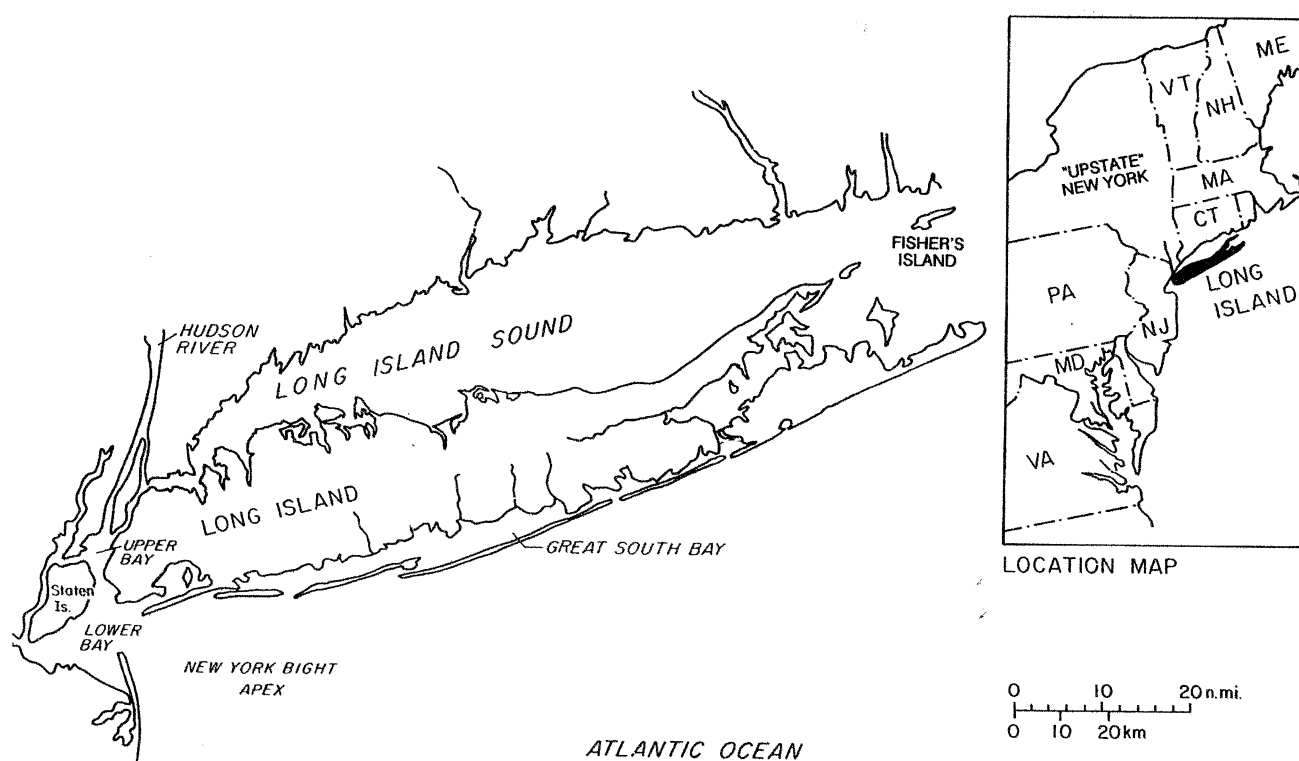 HUDSON
RIVER
LONG ISLAND SOUND
FISHER'S
ISLAND
LONG ISLAND
UPPER
BAY
Staten
Is.
LOWER
BAY
GREAT SOUTH BAY
NEW YORK BIGHT
APEX
ATLANTIC OCEAN
ME
VT
NH
"UPSTATE"
NEW YORK
MA
CT
PA
LONG
ISLAND
NJ
MD
VA
LOCATION MAP
0 10 20 n.mi.
0 10 20 km